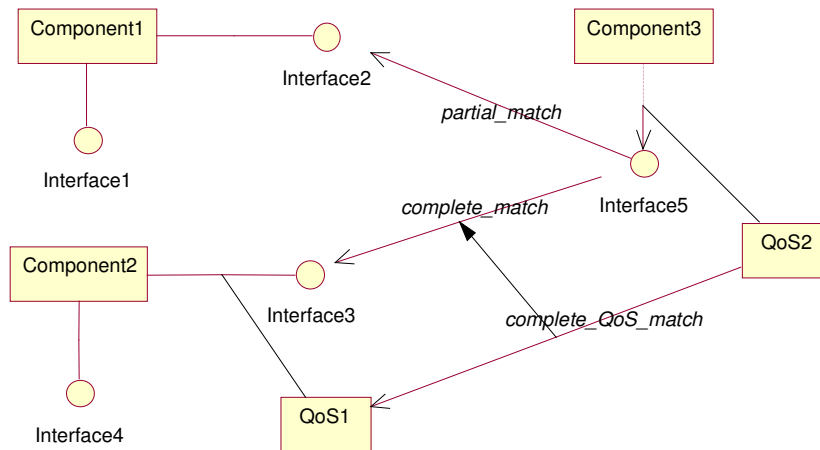 Component1
Component3
Interface2
partial_match
Interface1
complete_match
Interface5
Component2
QoS2
Interface3
complete_QoS_match
QoS1
Interface4